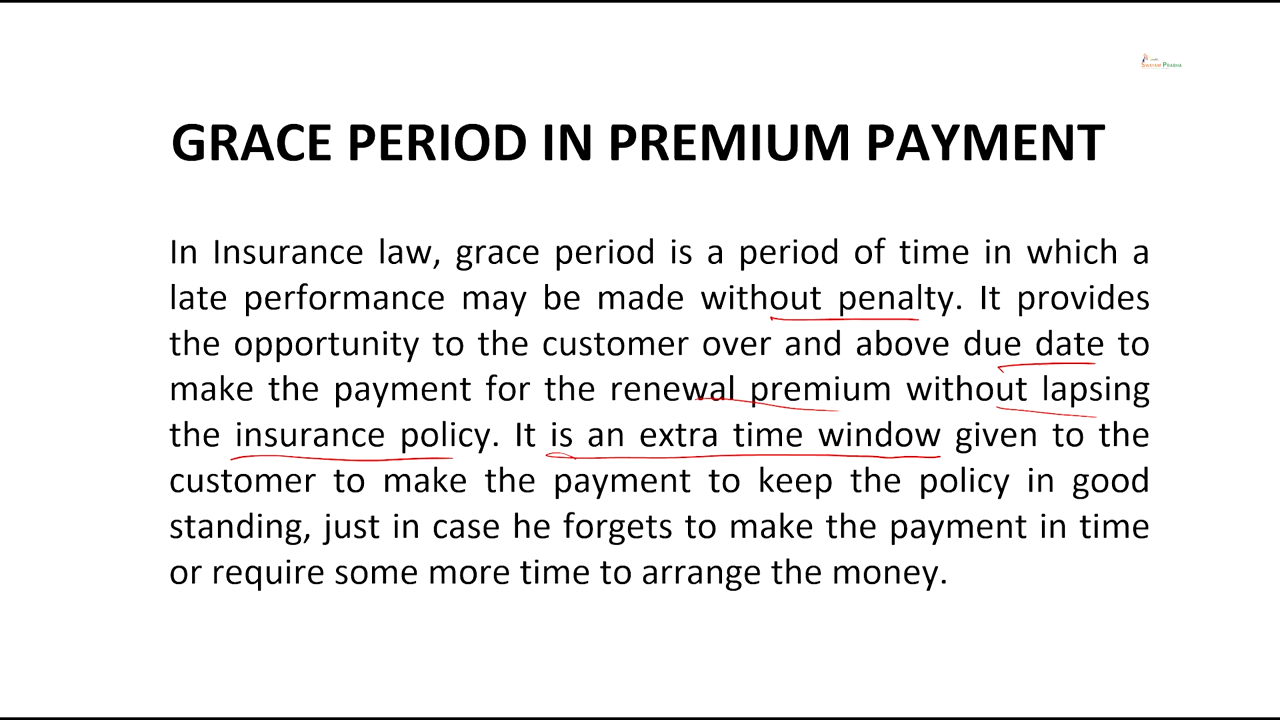 SWAYAM PRABHA
GRACE PERIOD IN PREMIUM PAYMENT
In Insurance law, grace period is a period of time in which a
late performance may be made without penalty. It provides
the opportunity to the customer over and above due date to
make the payment for the renewal premium without lapsing
the insurance policy. It is an extra time window given to the
customer to make the payment to keep the policy in good
standing, just in case he forgets to make the payment in time
or require some more time to arrange the money.